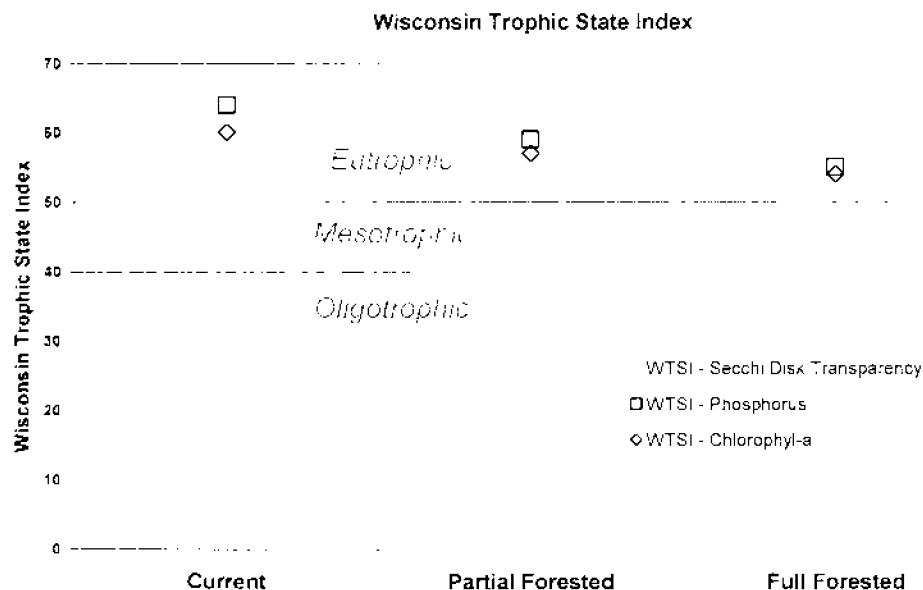 Wisconsin Trophic State Index
Wisconsin Trophic State Index
70
60
50
40
30
20
10
0
Eutrophic
Mesotrophic
Oligotrophic
WTSI - Secchi Disk Transparency
WTSI - Phosphorus
WTSI - Chlorophyl-a
Current
Partial Forested
Full Forested